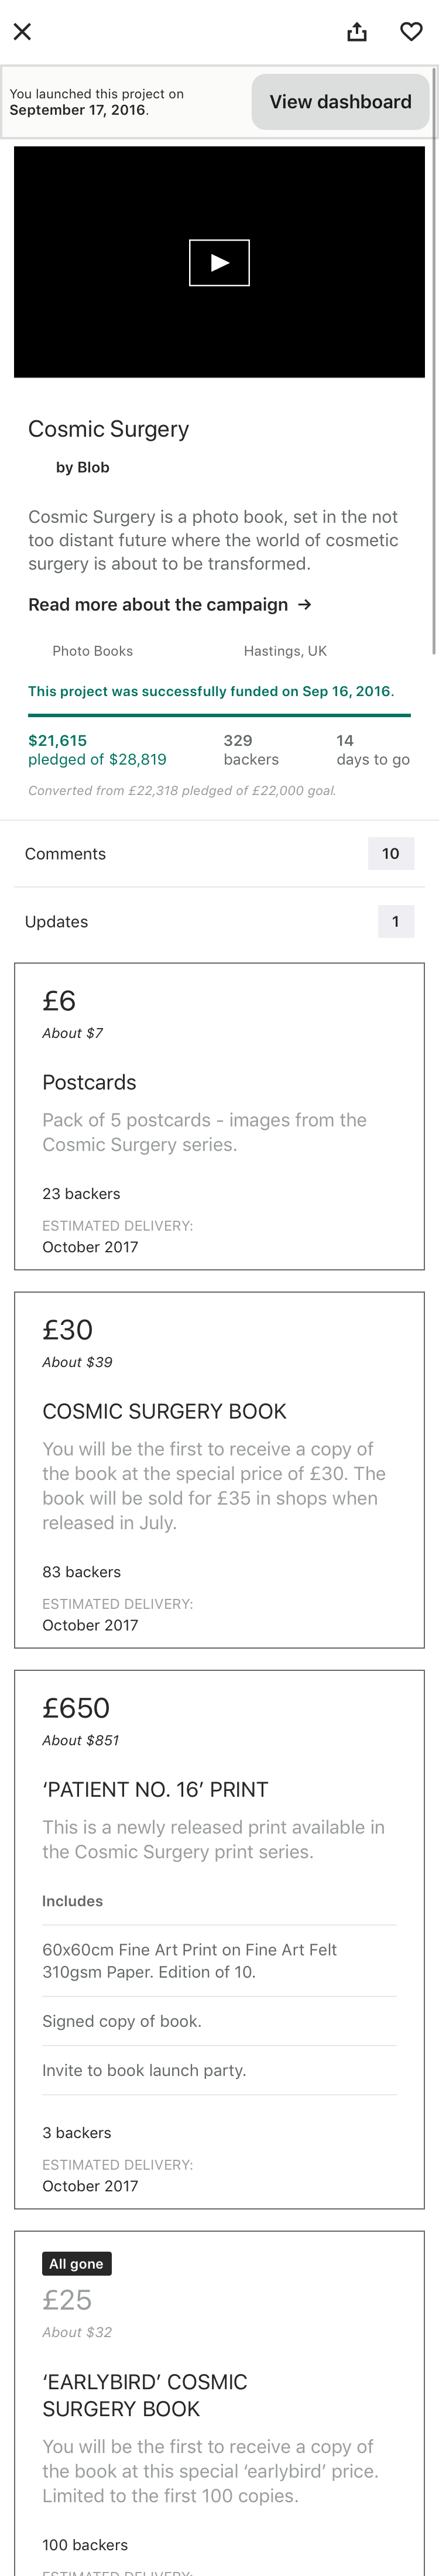 You launched this project on
September 17, 2016.
View dashboard
Cosmic Surgery
by Blob
Cosmic Surgery is a photo book, set in the not
too distant future where the world of cosmetic
surgery is about to be transformed.
Read more about the campaign →
Photo Books
Hastings, UK
This project was successfully funded on Sep 16, 2016.
$21,615
pledged of $28,819
329
backers
14
days to go
Converted from £22,318 pledged of £22,000 goal.
Comments
10
Updates
1
£6
About $7
Postcards
Pack of 5 postcards - images from the
Cosmic Surgery series.
23 backers
ESTIMATED DELIVERY:
October 2017
£30
About $39
COSMIC SURGERY BOOK
You will be the first to receive a copy of
the book at the special price of £30. The
book will be sold for £35 in shops when
released in July.
83 backers
ESTIMATED DELIVERY:
October 2017
£650
About $851
‘PATIENT NO. 16’ PRINT
This is a newly released print available in
the Cosmic Surgery print series.
Includes
60x60cm Fine Art Print on Fine Art Felt
310gsm Paper. Edition of 10.
Signed copy of book.
Invite to book launch party.
3 backers
ESTIMATED DELIVERY:
October 2017
All gone
£25
About $32
‘EARLYBIRD’ COSMIC
SURGERY BOOK
You will be the first to receive a copy of
the book at this special ‘earlybird’ price.
Limited to the first 100 copies.
100 backers